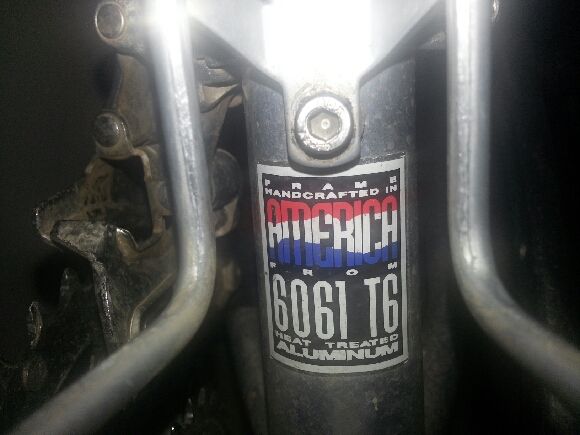 FRAME
HANDCRAFTED IN
AMERICA
FROM
6061 T6
HEAT TREATED
ALUMINUM